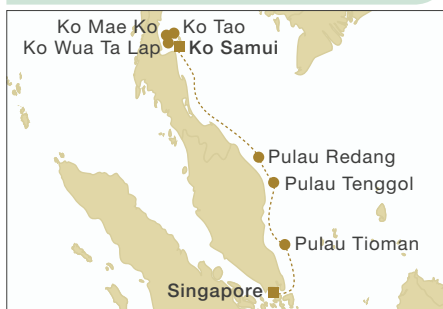 Ko Mae Ko
Ko Tao
Ko Wua Ta Lap
Ko Samui
Pulau Redang
Pulau Tenggol
Pulau Tioman
Singapore